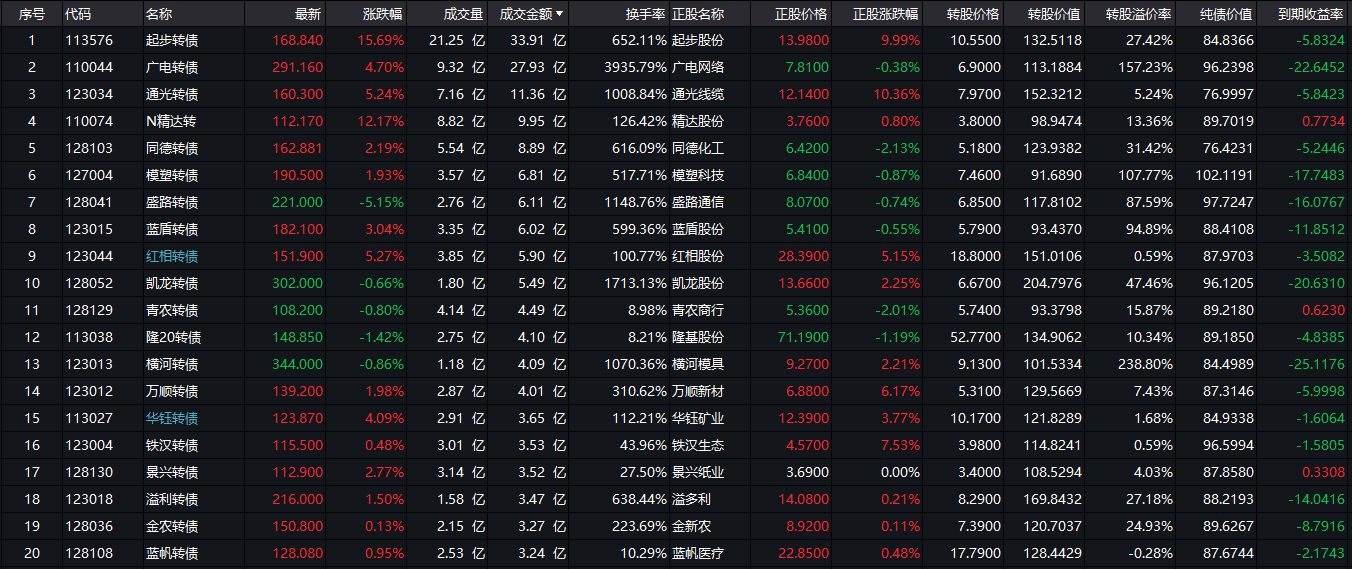 序号 代码 名称 最新 涨跌幅 成交量 成交金额▼ 换手率 正股名称 正股价格 正股涨跌幅 转股价格 转股价值 转股溢价率 纯债价值 到期收益率
1 113576 起步转债 168.840 15.69% 21.25 亿 33.91 亿 652.11% 起步股份 13.9800 9.99% 10.5500 132.5118 27.42% 84.8366 -5.8324
2 110044 广电转债 291.160 4.70% 9.32 亿 27.93 亿 3935.79% 广电网络 7.8100 -0.38% 6.9000 113.1884 157.23% 96.2398 -22.6452
3 123034 通光转债 160.300 5.24% 7.16 亿 11.36 亿 1008.84% 通光线缆 12.1400 10.36% 7.9700 152.3212 5.24% 76.9997 -5.8423
4 110074 N精达转 112.170 12.17% 8.82 亿 9.95 亿 126.42% 精达股份 3.7600 0.80% 3.8000 98.9474 13.36% 89.7019 0.7734
5 128103 同德转债 162.881 2.19% 5.54 亿 8.89 亿 616.09% 同德化工 6.4200 -2.13% 5.1800 123.9382 31.42% 76.4231 -5.2446
6 127004 模塑转债 190.500 1.93% 3.57 亿 6.81 亿 517.71% 模塑科技 6.8400 -0.87% 7.4600 91.6890 107.77% 102.1191 -17.7483
7 128041 盛路转债 221.000 -5.15% 2.76 亿 6.11 亿 1148.76% 盛路通信 8.0700 -0.74% 6.8500 117.8102 87.59% 97.7247 -16.0767
8 123015 蓝盾转债 182.100 3.04% 3.35 亿 6.02 亿 599.36% 蓝盾股份 5.4100 -0.55% 5.7900 93.4370 94.89% 88.4108 -11.8512
9 123044 红相转债 151.900 5.27% 3.85 亿 5.90 亿 100.77% 红相股份 28.3900 5.15% 18.8000 151.0106 0.59% 87.9703 -3.5082
10 128052 凯龙转债 302.000 -0.66% 1.80 亿 5.49 亿 1713.13% 凯龙股份 13.6600 2.25% 6.6700 204.7976 47.46% 96.1205 -20.6310
11 128129 青农转债 108.200 -0.80% 4.14 亿 4.49 亿 8.98% 青农商行 5.3600 -2.01% 5.7400 93.3798 15.87% 89.2180 0.6230
12 113038 隆20转债 148.850 -1.42% 2.75 亿 4.10 亿 8.21% 隆基股份 71.1900 -1.19% 52.7700 134.9062 10.34% 89.1850 -4.8385
13 123013 横河转债 344.000 -0.86% 1.18 亿 4.09 亿 1070.36% 横河模具 9.2700 2.21% 9.1300 101.5334 238.80% 84.4989 -25.1176
14 123012 万顺转债 139.200 1.98% 2.87 亿 4.01 亿 310.62% 万顺新材 6.8800 6.17% 5.3100 129.5669 7.43% 87.3146 -5.9998
15 113027 华钰转债 123.870 4.09% 2.91 亿 3.65 亿 112.21% 华钰矿业 12.3900 3.77% 10.1700 121.8289 1.68% 84.9338 -1.6064
16 123004 铁汉转债 115.500 0.48% 3.01 亿 3.53 亿 43.96% 铁汉生态 4.5700 7.53% 3.9800 114.8241 0.59% 96.5994 -1.5805
17 128130 景兴转债 112.900 2.77% 3.14 亿 3.52 亿 27.50% 景兴纸业 3.6900 0.00% 3.4000 108.5294 4.03% 87.8580 0.3308
18 123018 溢利转债 216.000 1.50% 1.58 亿 3.47 亿 638.44% 溢多利 14.0800 0.21% 8.2900 169.8432 27.18% 88.2193 -14.0416
19 128036 金农转债 150.800 0.13% 2.15 亿 3.27 亿 223.69% 金新农 8.9200 0.11% 7.3900 120.7037 24.93% 89.6267 -8.7916
20 128108 蓝帆转债 128.080 0.95% 2.53 亿 3.24 亿 10.29% 蓝帆医疗 22.8500 0.48% 17.7900 128.4429 -0.28% 87.6744 -2.1743